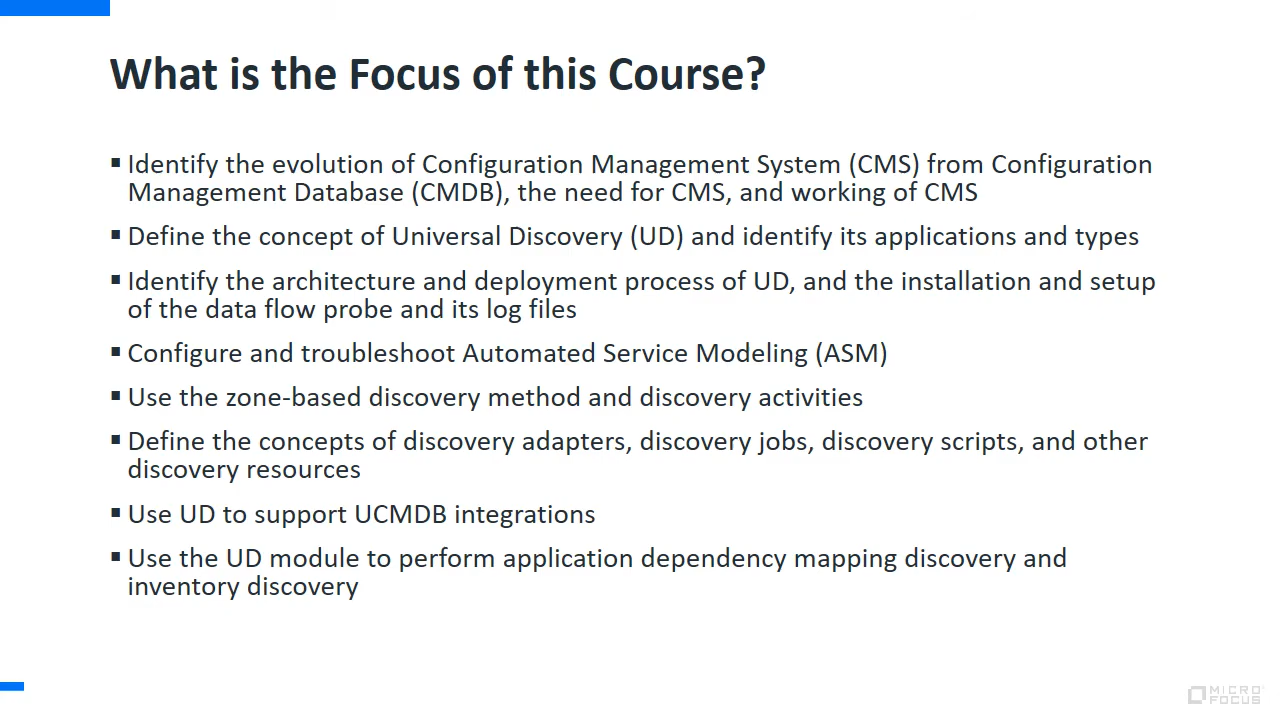 What is the Focus of this Course?
▪ Identify the evolution of Configuration Management System (CMS) from Configuration
Management Database (CMDB), the need for CMS, and working of CMS
▪ Define the concept of Universal Discovery (UD) and identify its applications and types
▪ Identify the architecture and deployment process of UD, and the installation and setup
of the data flow probe and its log files
▪ Configure and troubleshoot Automated Service Modeling (ASM)
▪ Use the zone-based discovery method and discovery activities
▪ Define the concepts of discovery adapters, discovery jobs, discovery scripts, and other
discovery resources
▪ Use UD to support UCMDB integrations
▪ Use the UD module to perform application dependency mapping discovery and
inventory discovery
MICRO
FOCUS